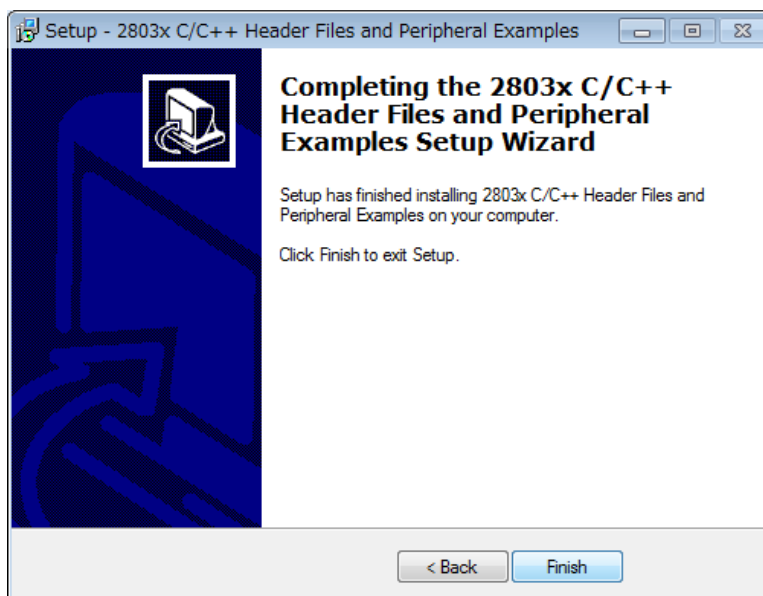 Setup - 2803x C/C++ Header Files and Peripheral Examples
Completing the 2803x C/C++
Header Files and Peripheral
Examples Setup Wizard
Setup has finished installing 2803x C/C++ Header Files and
Peripheral Examples on your computer.
Click Finish to exit Setup.
< Back
Finish